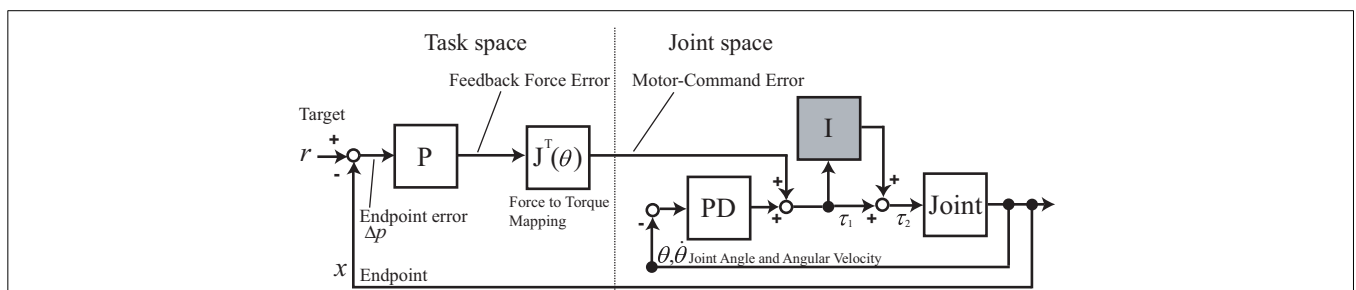 Task space
Joint space
Feedback Force Error
Motor-Command Error
Target
r
+
-
P
J^T(θ)
I
+
+
+
+
+
-
PD
Joint
τ₁
τ₂
Endpoint error
Δp
Force to Torque
Mapping
θ,θ̇ Joint Angle and Angular Velocity
x Endpoint